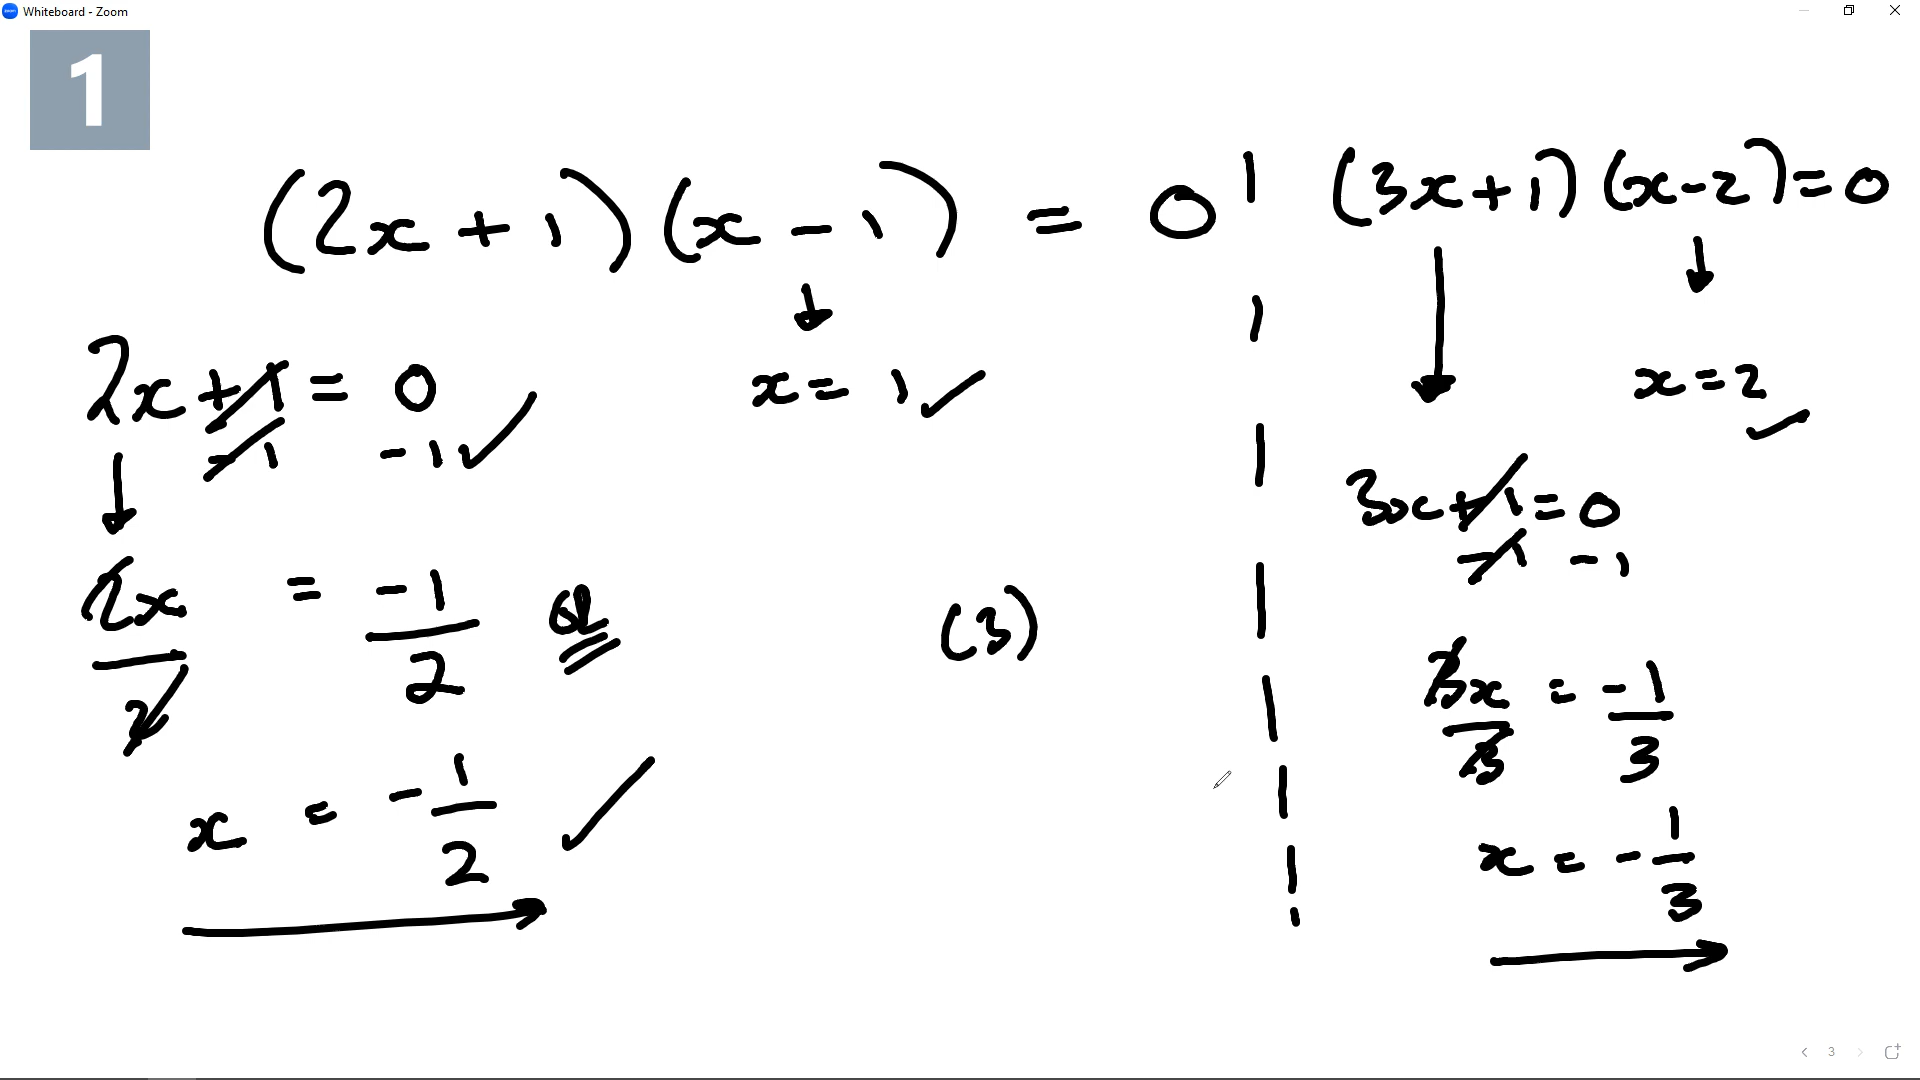 Whiteboard - Zoom
1
(2x + 1)(x - 1) = 0
2x + 1 = 0
- 1 - 1
x = 1
2x/2 = -1/2
x = - 1/2
(3)
(3x + 1)(x - 2) = 0
x = 2
3x + 1 = 0
- 1 - 1
3x/3 = -1/3
x = - 1/3
3